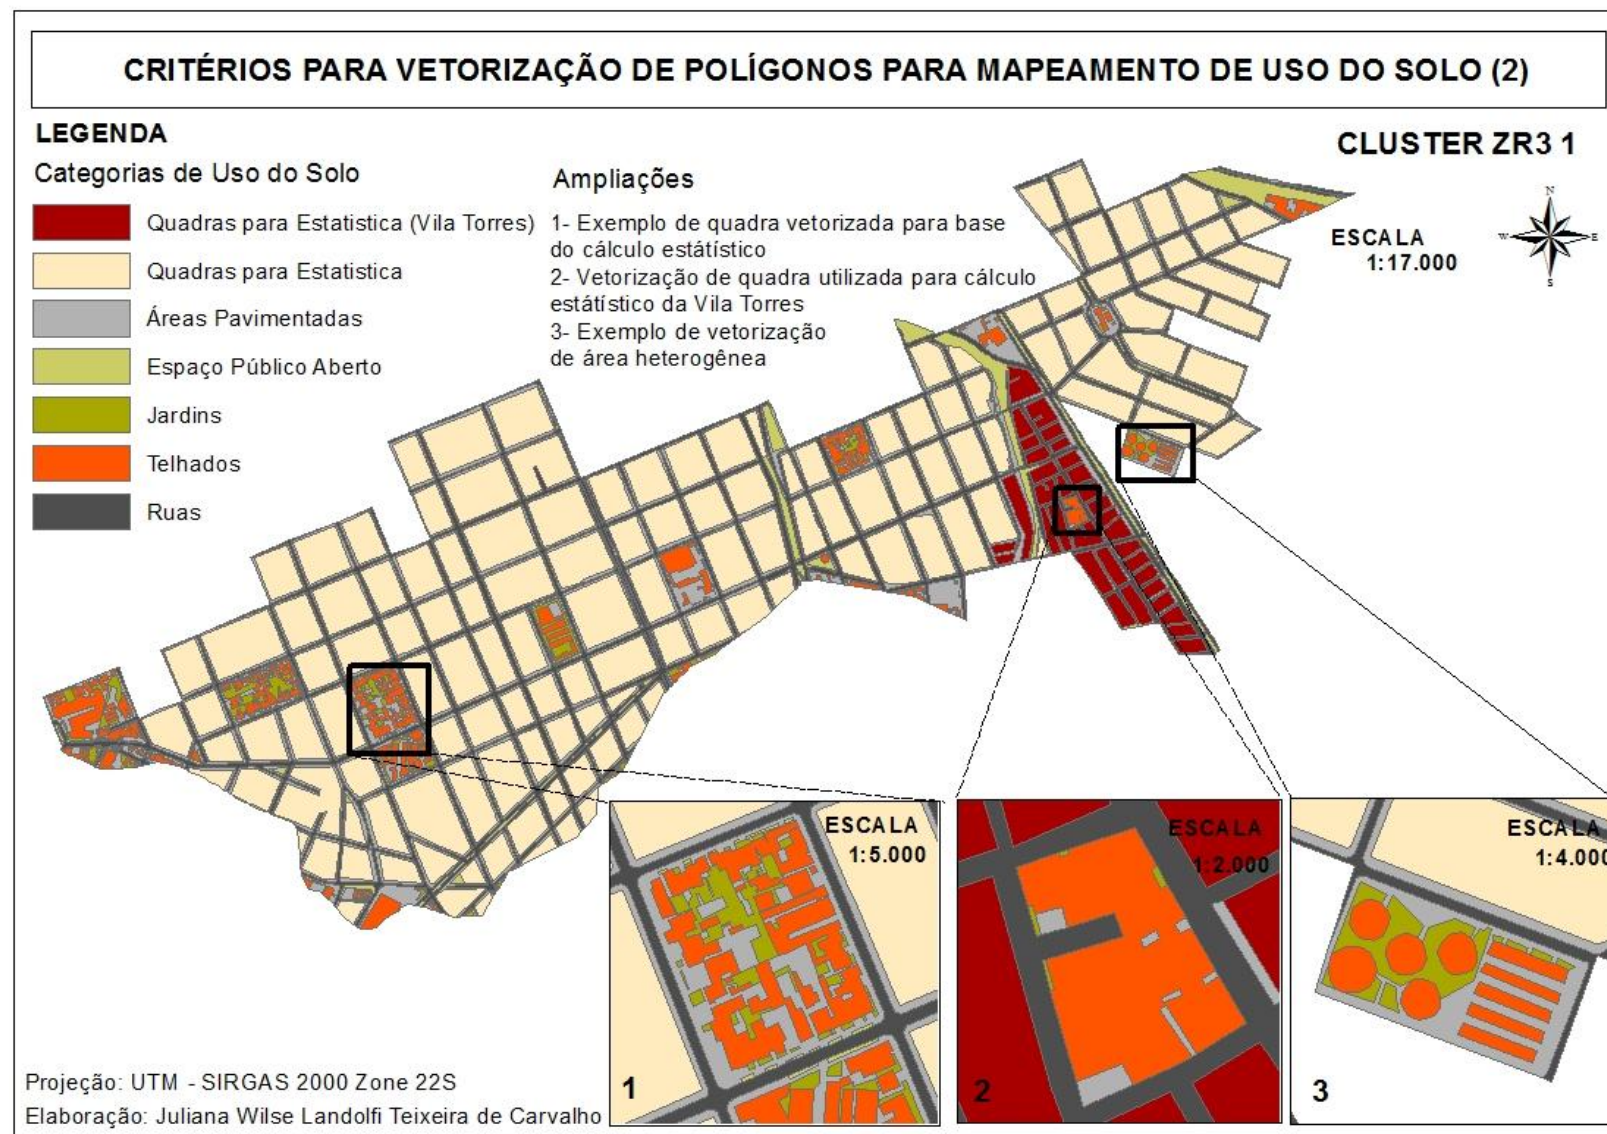 CRITÉRIOS PARA VETORIZAÇÃO DE POLÍGONOS PARA MAPEAMENTO DE USO DO SOLO (2)
LEGENDA
Categorias de Uso do Solo
Quadras para Estatistica (Vila Torres)
Quadras para Estatistica
Áreas Pavimentadas
Espaço Público Aberto
Jardins
Telhados
Ruas
Ampliações
1- Exemplo de quadra vetorizada para base
do cálculo estátístico
2- Vetorização de quadra utilizada para cálculo
estátístico da Vila Torres
3- Exemplo de vetorização
de área heterogênea
CLUSTER ZR3 1
ESCALA
1:17.000
N
W
E
S
ESCALA
1:5.000
1
ESCALA
1:2.000
2
ESCALA
1:4.000
3
Projeção: UTM - SIRGAS 2000 Zone 22S
Elaboração: Juliana Wilse Landolfi Teixeira de Carvalho